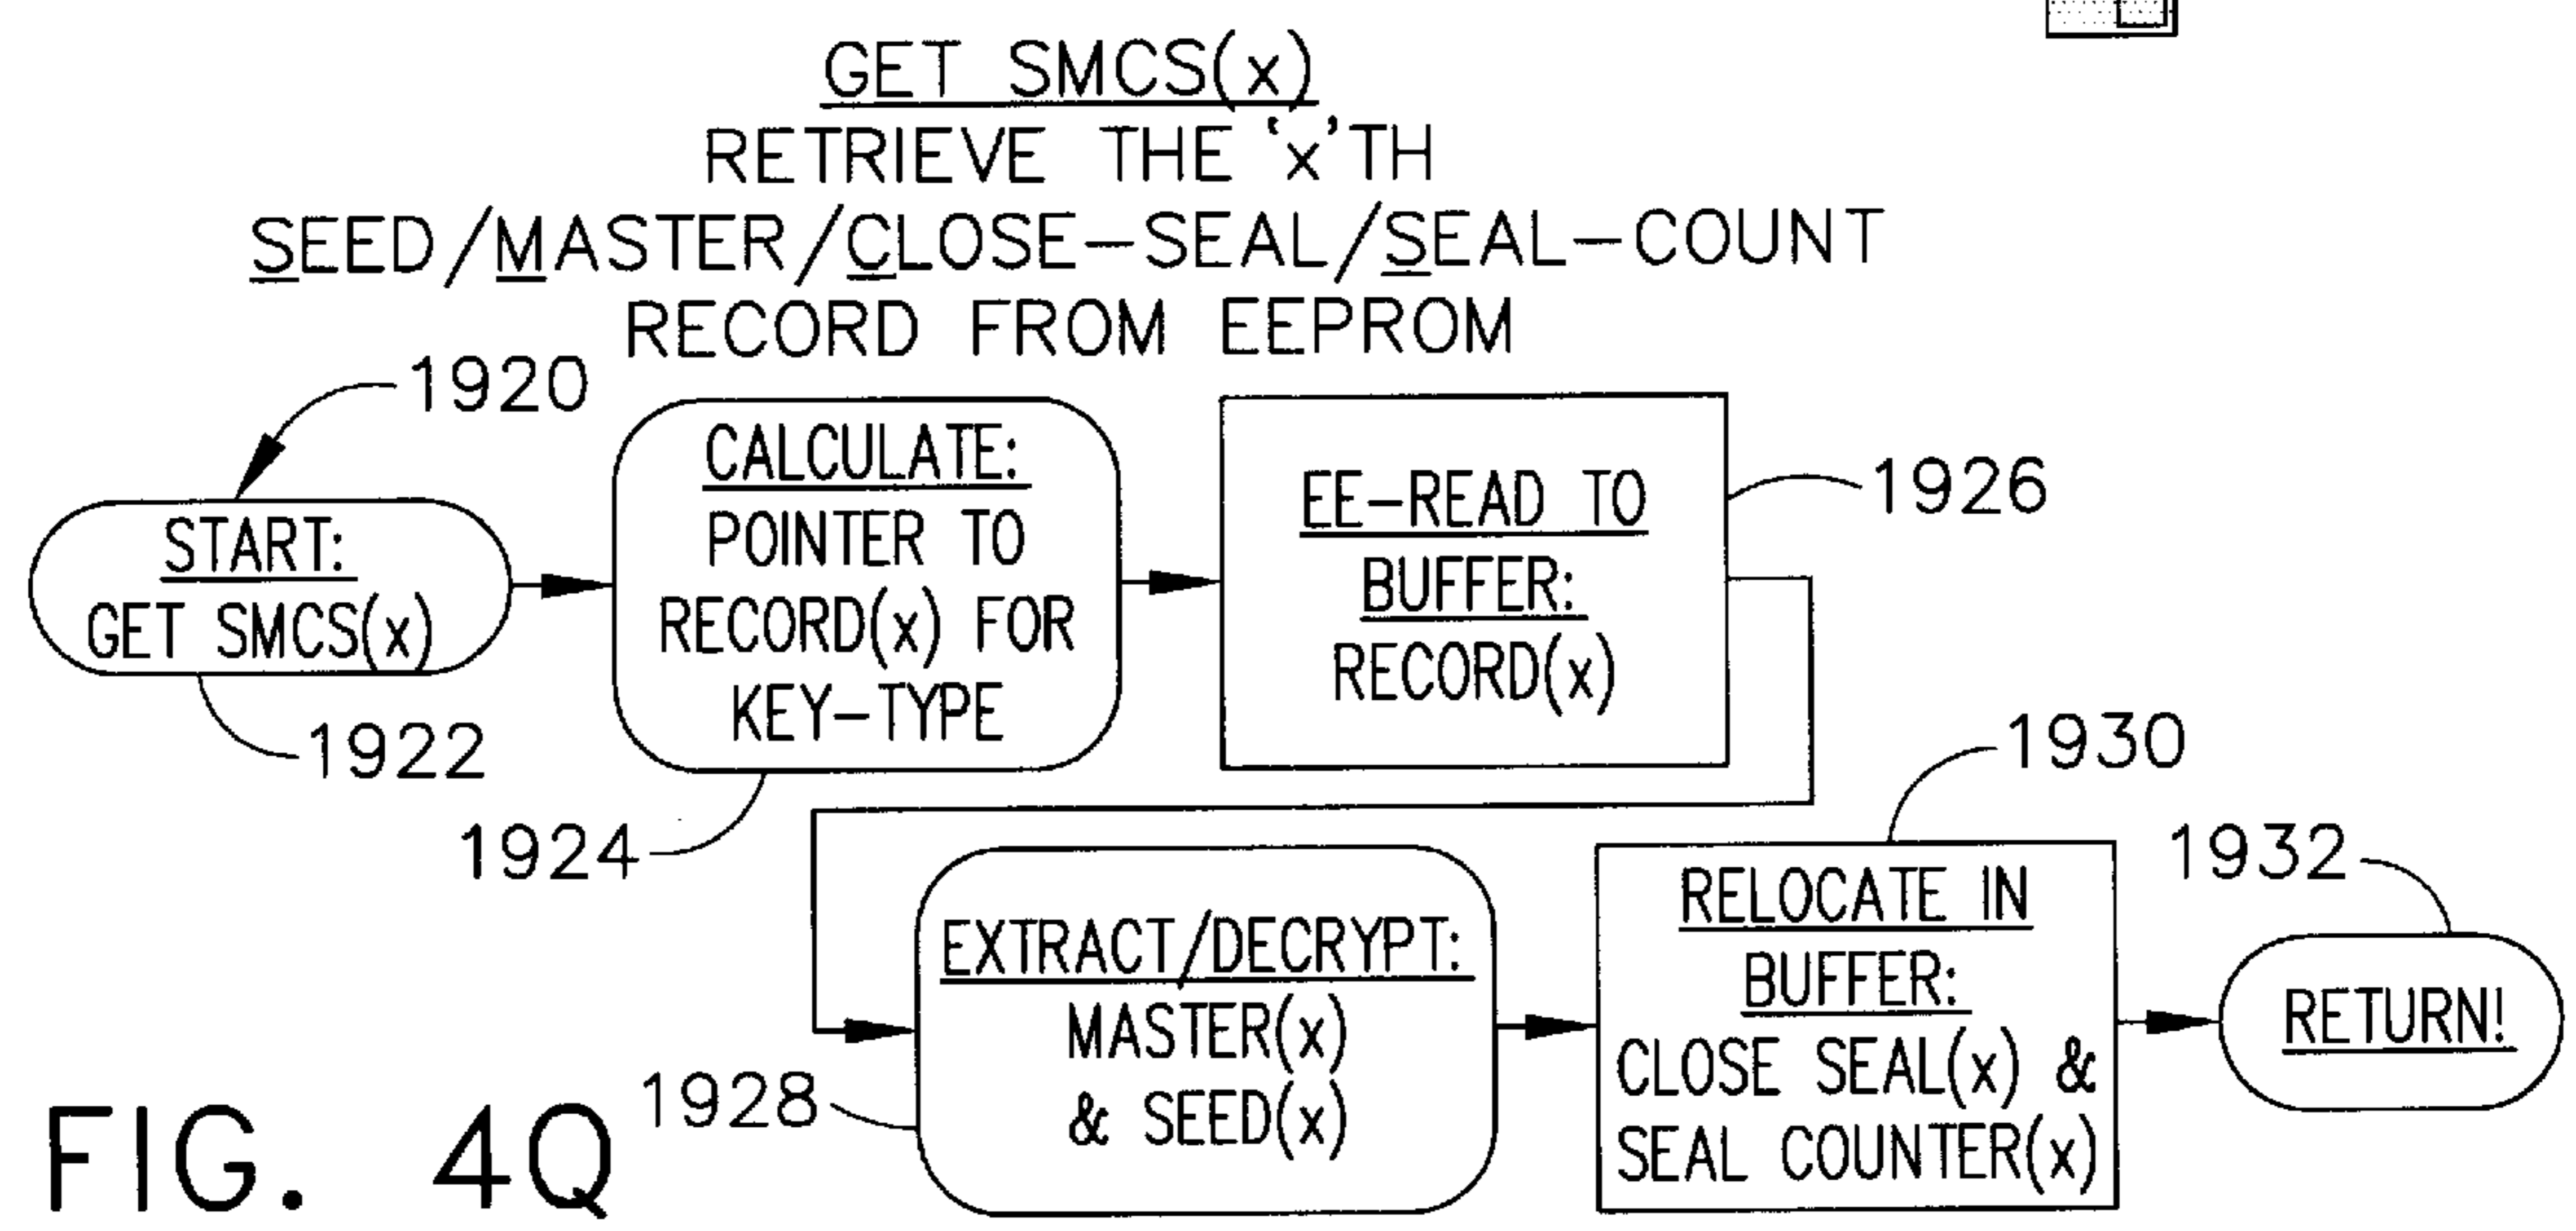 GET SMCS(x)
RETRIEVE THE 'x'TH
SEED/MASTER/CLOSE-SEAL/SEAL-COUNT
RECORD FROM EEPROM
1920
START:
GET SMCS(x)
1922
CALCULATE:
POINTER TO
RECORD(x) FOR
KEY-TYPE
1924
EE-READ TO
BUFFER:
RECORD(x)
1926
EXTRACT/DECRYPT:
MASTER(x)
& SEED(x)
1928
RELOCATE IN
BUFFER:
CLOSE SEAL(x) &
SEAL COUNTER(x)
1930
RETURN!
1932
FIG. 4Q